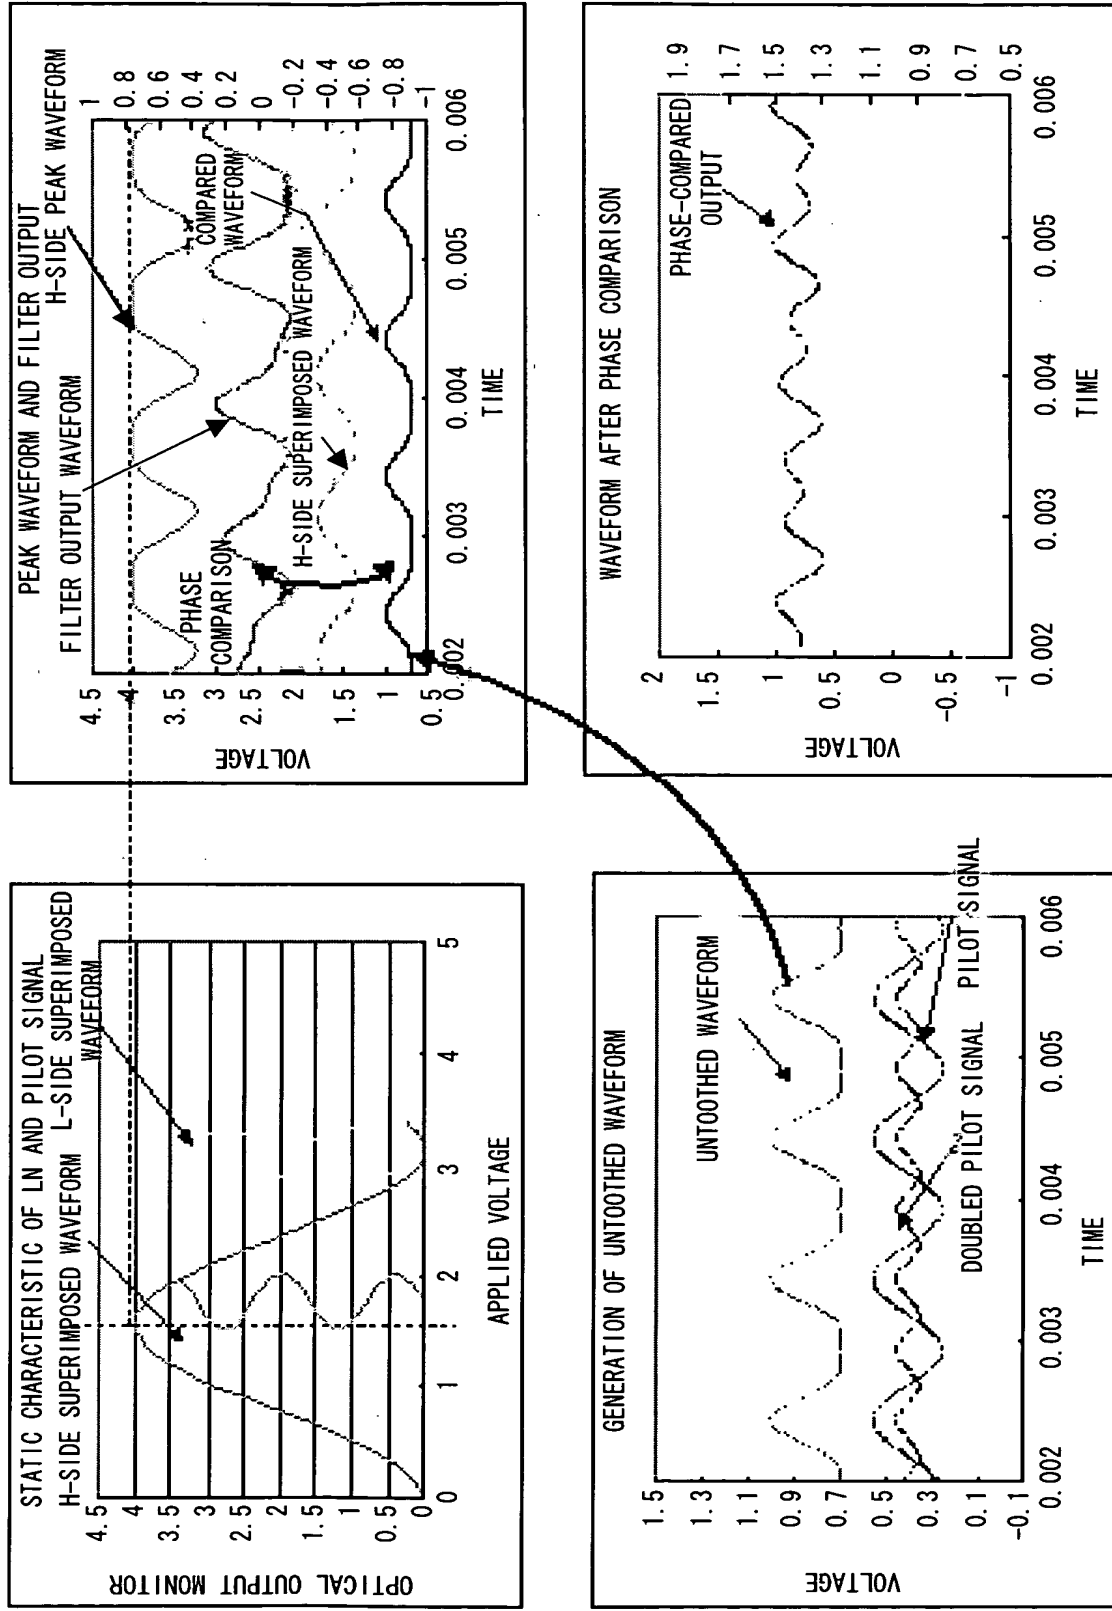 STATIC CHARACTERISTIC OF LN AND PILOT SIGNAL
H-SIDE SUPERIMPOSED WAVEFORM
L-SIDE SUPERIMPOSED
WAVEFORM
OPTICAL OUTPUT MONITOR
4.5
4
3.5
3
2.5
2
1.5
1
0.5
0
0
1
2
3
4
5
APPLIED VOLTAGE
PEAK WAVEFORM AND FILTER OUTPUT
H-SIDE PEAK WAVEFORM
FILTER OUTPUT WAVEFORM
PHASE
COMPARISON
H-SIDE SUPERIMPOSED WAVEFORM
COMPARED
WAVEFORM
VOLTAGE
4.5
4
3.5
3
2.5
2
1.5
1
0.5
1
0.8
0.6
0.4
0.2
0
-0.2
-0.4
-0.6
-0.8
-1
0.002
0.003
0.004
0.005
0.006
TIME
GENERATION OF UNTOOTHED WAVEFORM
UNTOOTHED WAVEFORM
DOUBLED PILOT SIGNAL
PILOT SIGNAL
VOLTAGE
1.5
1.3
1.1
0.9
0.7
0.5
0.3
0.1
-0.1
0.002
0.003
0.004
0.005
0.006
TIME
WAVEFORM AFTER PHASE COMPARISON
PHASE-COMPARED
OUTPUT
VOLTAGE
2
1.5
1
0.5
0
-0.5
-1
1.9
1.7
1.5
1.3
1.1
0.9
0.7
0.5
0.002
0.003
0.004
0.005
0.006
TIME